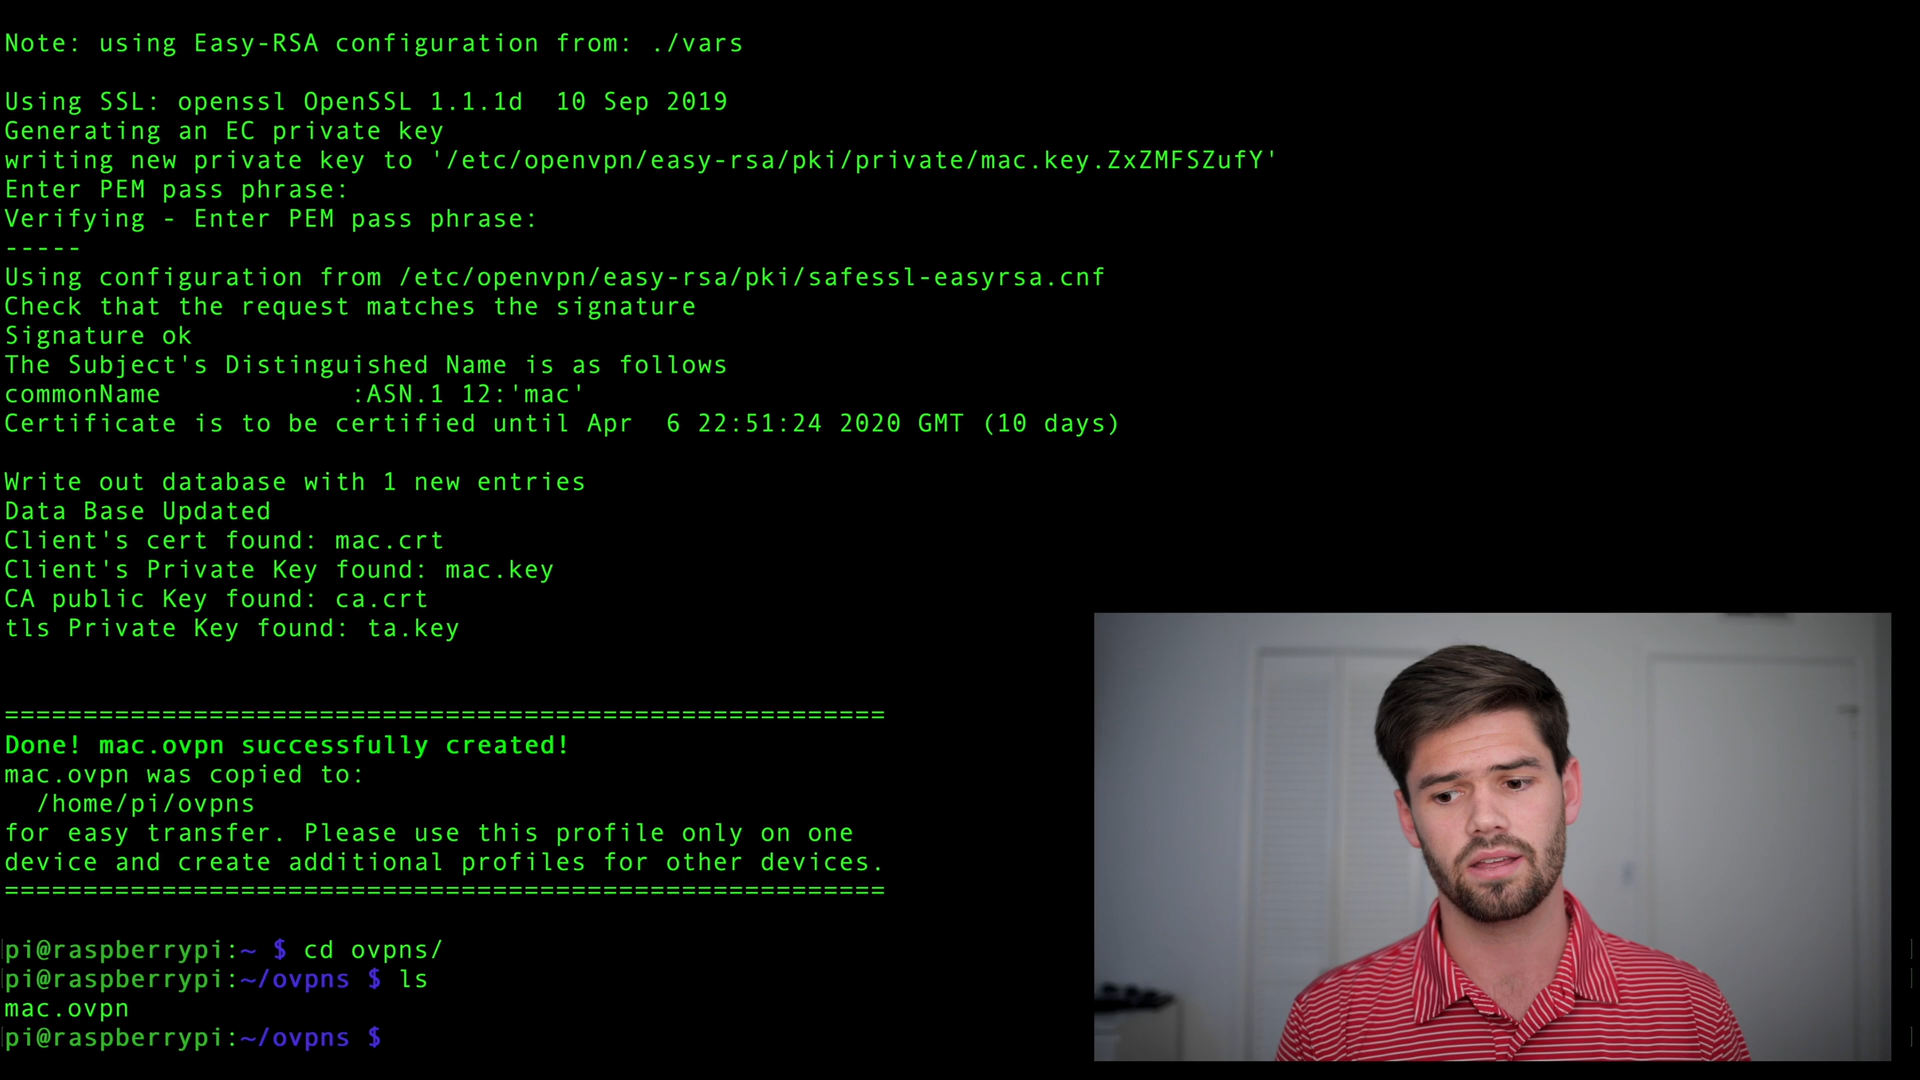 Note: using Easy-RSA configuration from: ./vars
Using SSL: openssl OpenSSL 1.1.1d  10 Sep 2019
Generating an EC private key
writing new private key to '/etc/openvpn/easy-rsa/pki/private/mac.key.ZxZMFSZufY'
Enter PEM pass phrase:
Verifying - Enter PEM pass phrase:
-----
Using configuration from /etc/openvpn/easy-rsa/pki/safessl-easyrsa.cnf
Check that the request matches the signature
Signature ok
The Subject's Distinguished Name is as follows
commonName            :ASN.1 12:'mac'
Certificate is to be certified until Apr  6 22:51:24 2020 GMT (10 days)
Write out database with 1 new entries
Data Base Updated
Client's cert found: mac.crt
Client's Private Key found: mac.key
CA public Key found: ca.crt
tls Private Key found: ta.key
========================================================
Done! mac.ovpn successfully created!
mac.ovpn was copied to:
  /home/pi/ovpns
for easy transfer. Please use this profile only on one
device and create additional profiles for other devices.
========================================================
pi@raspberrypi:~ $ cd ovpns/
pi@raspberrypi:~/ovpns $ ls
mac.ovpn
pi@raspberrypi:~/ovpns $